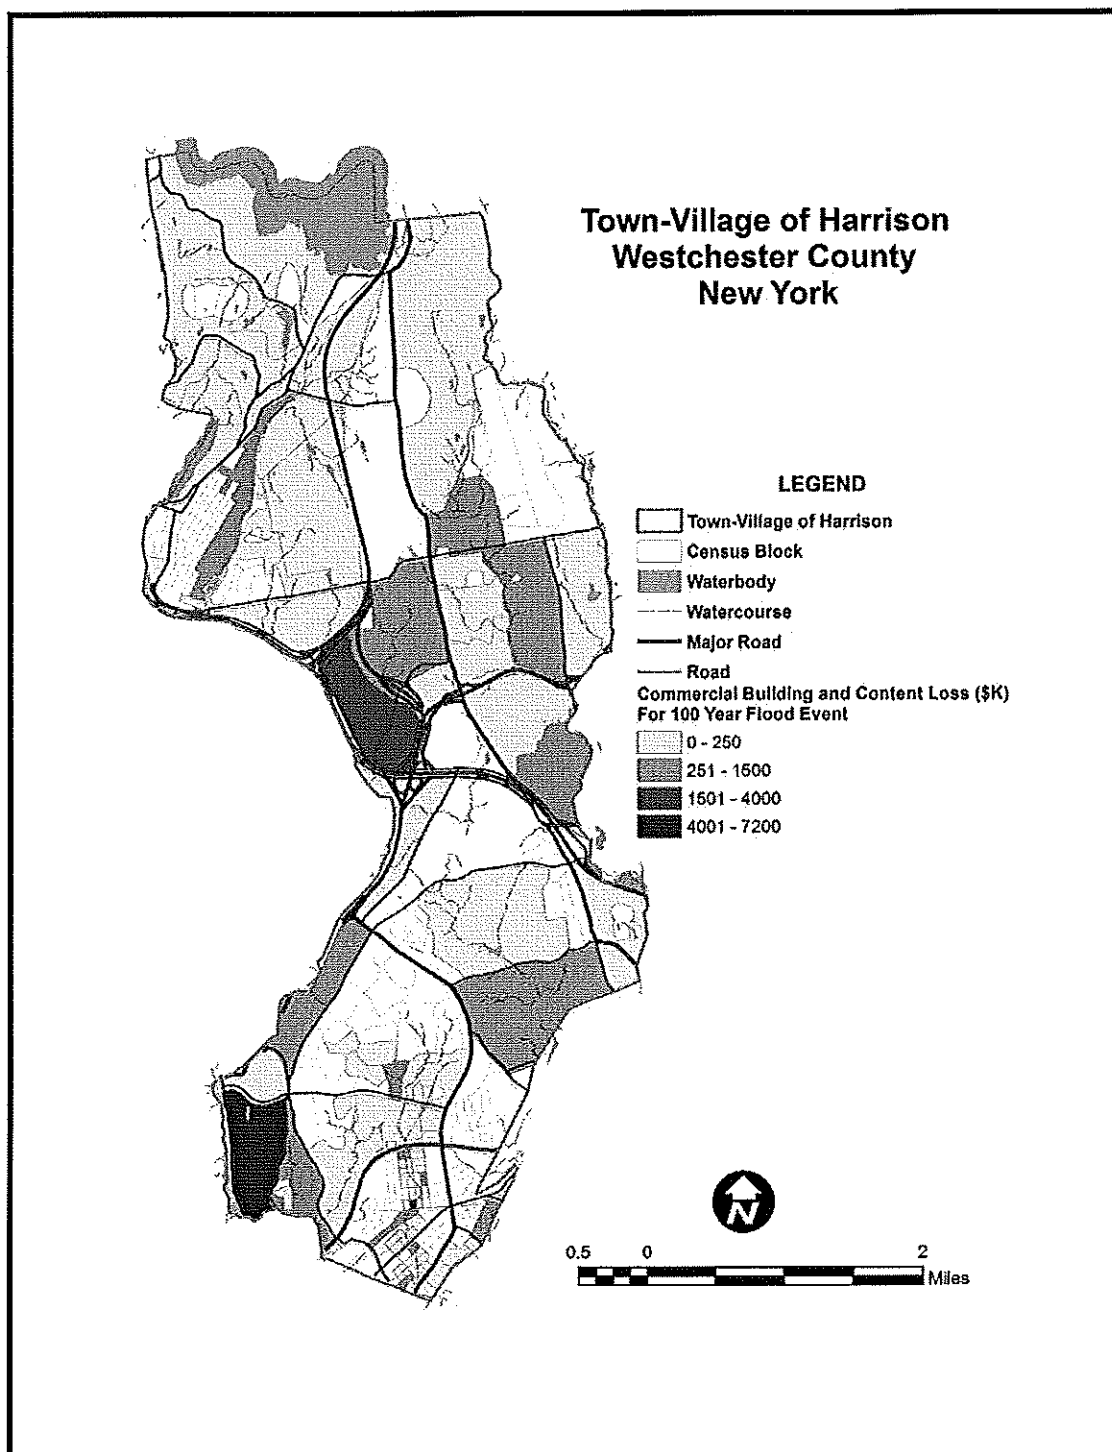 Town-Village of Harrison
Westchester County
New York
LEGEND
Town-Village of Harrison
Census Block
Waterbody
Watercourse
Major Road
Road
Commercial Building and Content Loss ($K)
For 100 Year Flood Event
0 - 250
251 - 1500
1501 - 4000
4001 - 7200
N
0.5 0 2
Miles